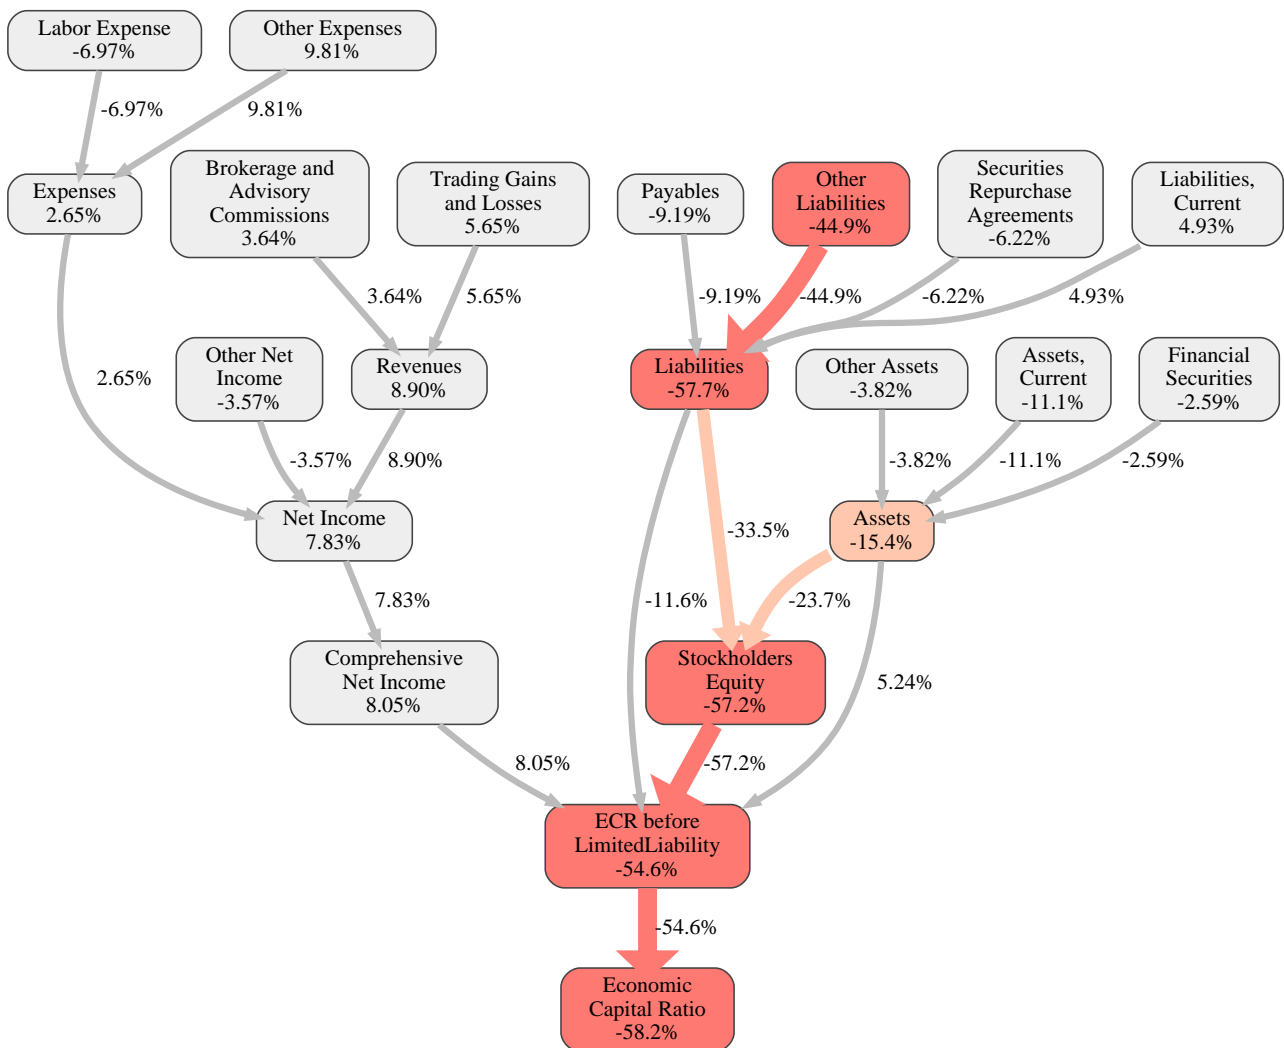 Labor Expense
-6.97%
Other Expenses
9.81%
-6.97%
9.81%
Expenses
2.65%
Brokerage and
Advisory
Commissions
3.64%
Trading Gains
and Losses
5.65%
Payables
-9.19%
Other
Liabilities
-44.9%
Securities
Repurchase
Agreements
-6.22%
Liabilities,
Current
4.93%
3.64%
5.65%
-9.19%
-44.9%
-6.22%
4.93%
2.65%
Other Net
Income
-3.57%
Revenues
8.90%
Liabilities
-57.7%
Other Assets
-3.82%
Assets,
Current
-11.1%
Financial
Securities
-2.59%
-3.57%
8.90%
-3.82%
-11.1%
-2.59%
Net Income
7.83%
-33.5%
Assets
-15.4%
7.83%
-11.6%
-23.7%
Comprehensive
Net Income
8.05%
Stockholders
Equity
-57.2%
5.24%
8.05%
-57.2%
ECR before
LimitedLiability
-54.6%
-54.6%
Economic
Capital Ratio
-58.2%